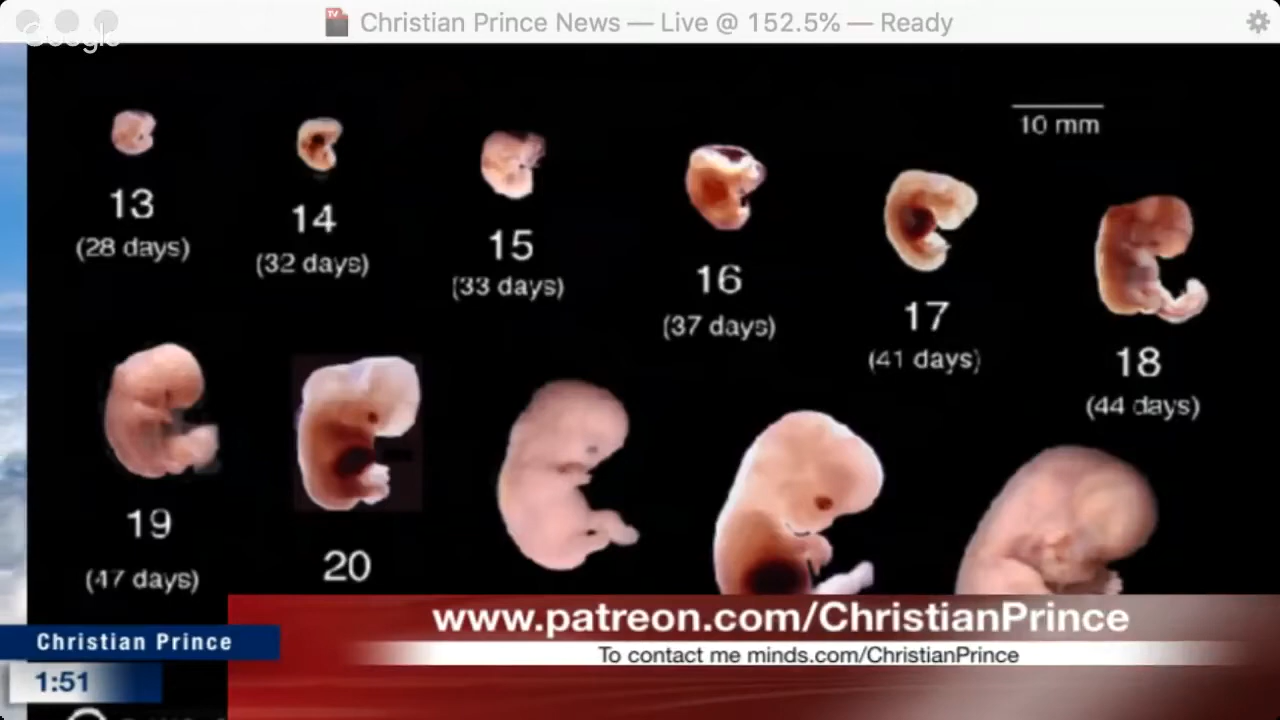 Christian Prince News — Live @ 152.5% — Ready
Google
10 mm
13
(28 days)
14
(32 days)
15
(33 days)
16
(37 days)
17
(41 days)
18
(44 days)
19
(47 days)
20
www.patreon.com/ChristianPrince
To contact me minds.com/ChristianPrince
Christian Prince
1:51